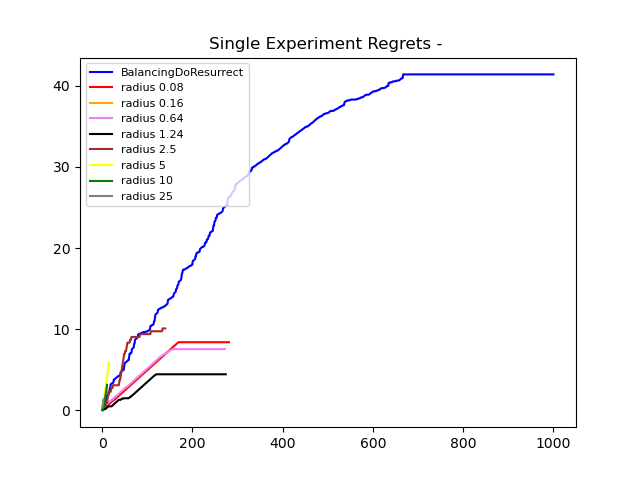 Single Experiment Regrets -
BalancingDoResurrect
radius 0.08
radius 0.16
radius 0.64
radius 1.24
radius 2.5
radius 5
radius 10
radius 25
40
30
20
10
0
0 200 400 600 800 1000